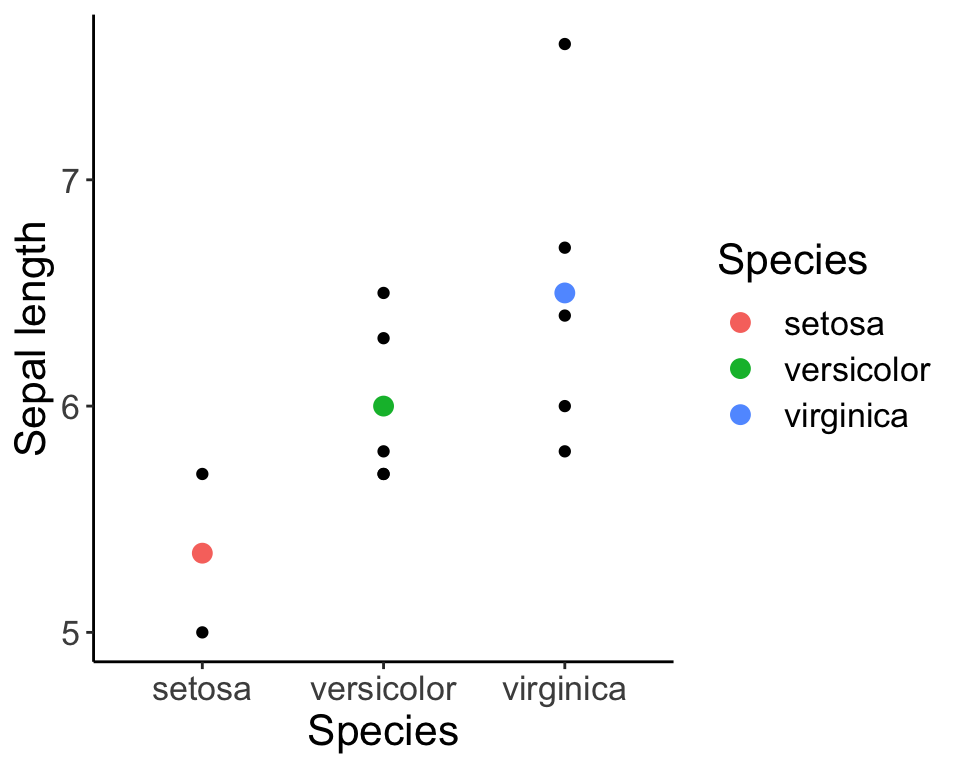 7
6
5
Sepal length
setosa
versicolor
virginica
Species
Species
setosa
versicolor
virginica